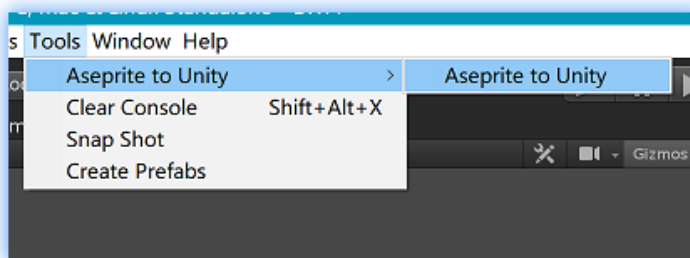 s Tools Window Help
Aseprite to Unity > Aseprite to Unity
Clear Console Shift+Alt+X
Snap Shot
Create Prefabs
Gizmos